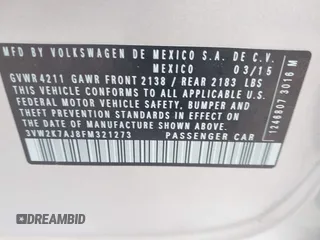 MFD BY VOLKSWAGEN DE MEXICO S.A. DE C.V.
MEXICO 03/15
GVWR 4211 GAWR FRONT 2138 / REAR 2183 LBS
THIS VEHICLE CONFORMS TO ALL APPLICABLE
FEDERAL MOTOR VEHICLE SAFETY, BUMPER AND
THEFT PREVENTION STANDARDS IN EFFECT ON
THE DATE OF MANUFACTURE SHOWN ABOVE
3VW2K7AJ8FM321273 PASSENGER CAR
1246807 3016 M
DREAMBID